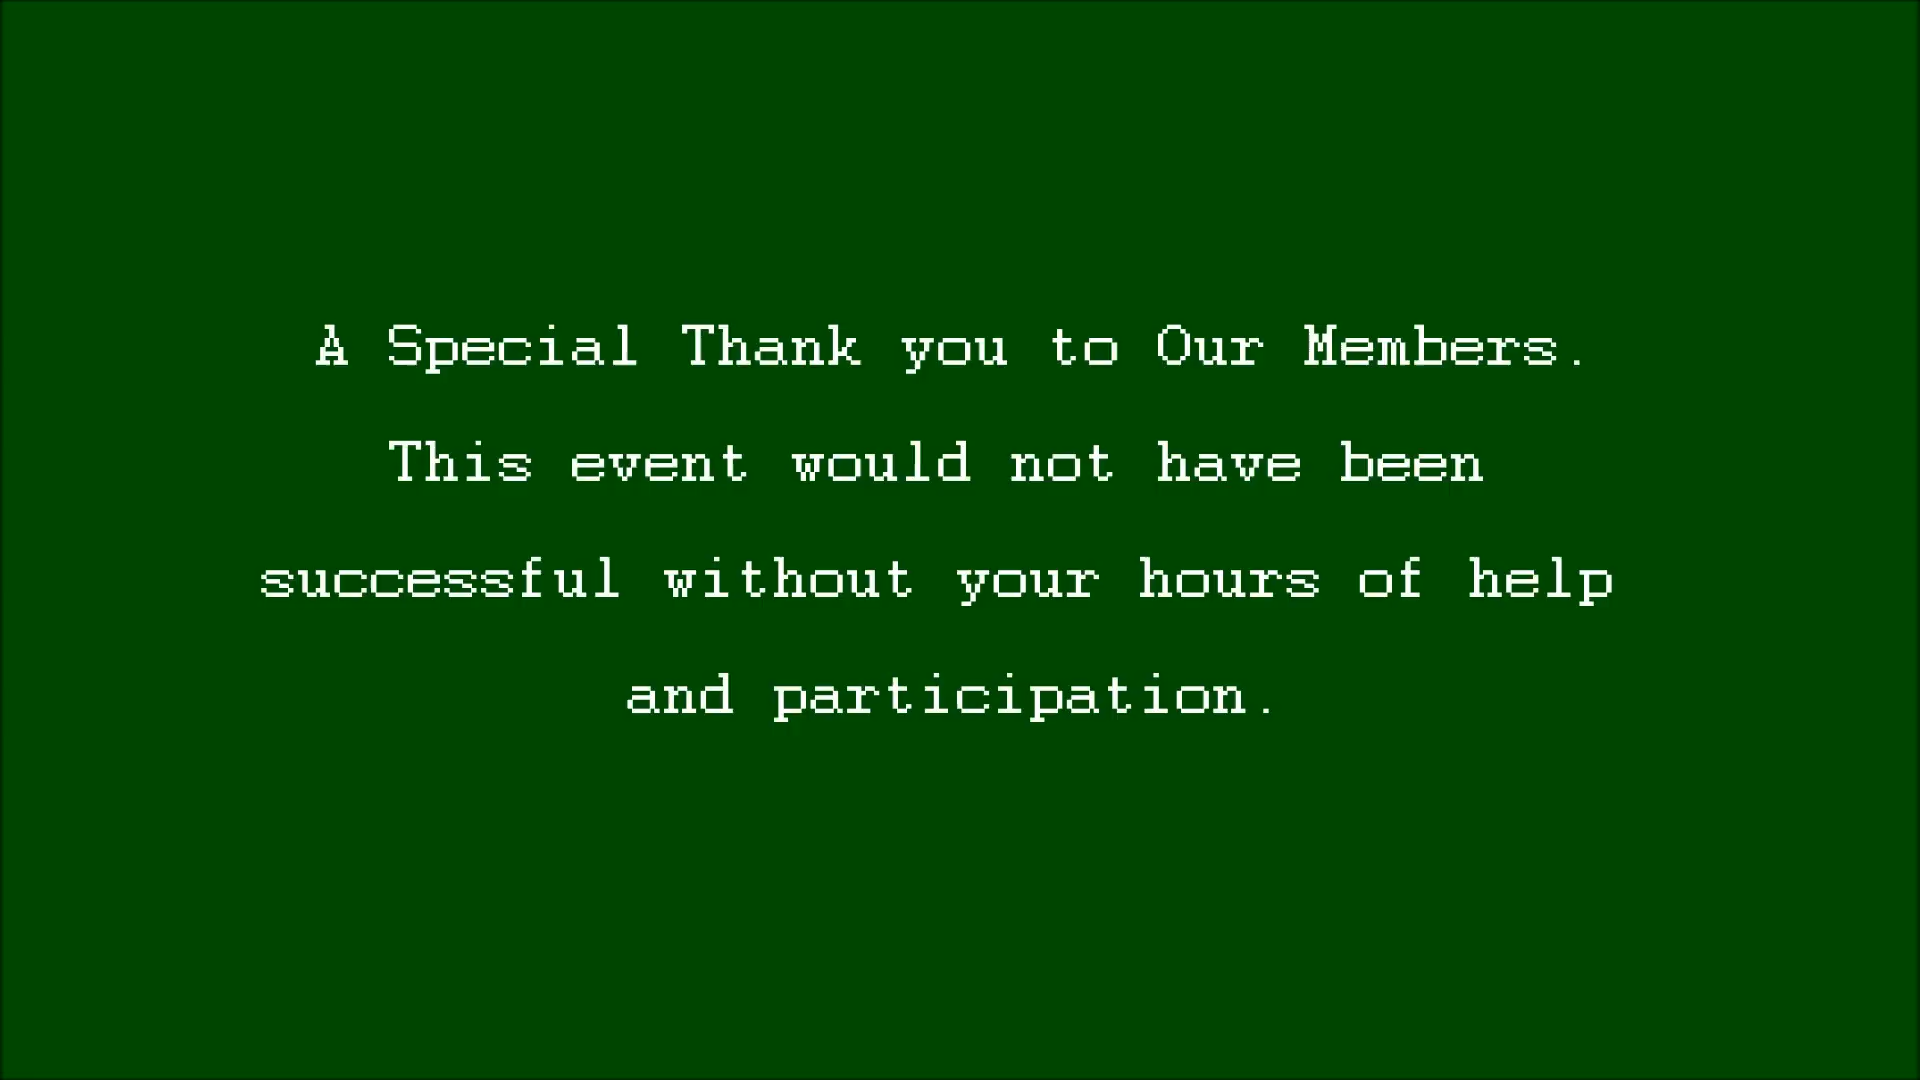 A Special Thank you to Our Members.
This event would not have been
successful without your hours of help
and participation.